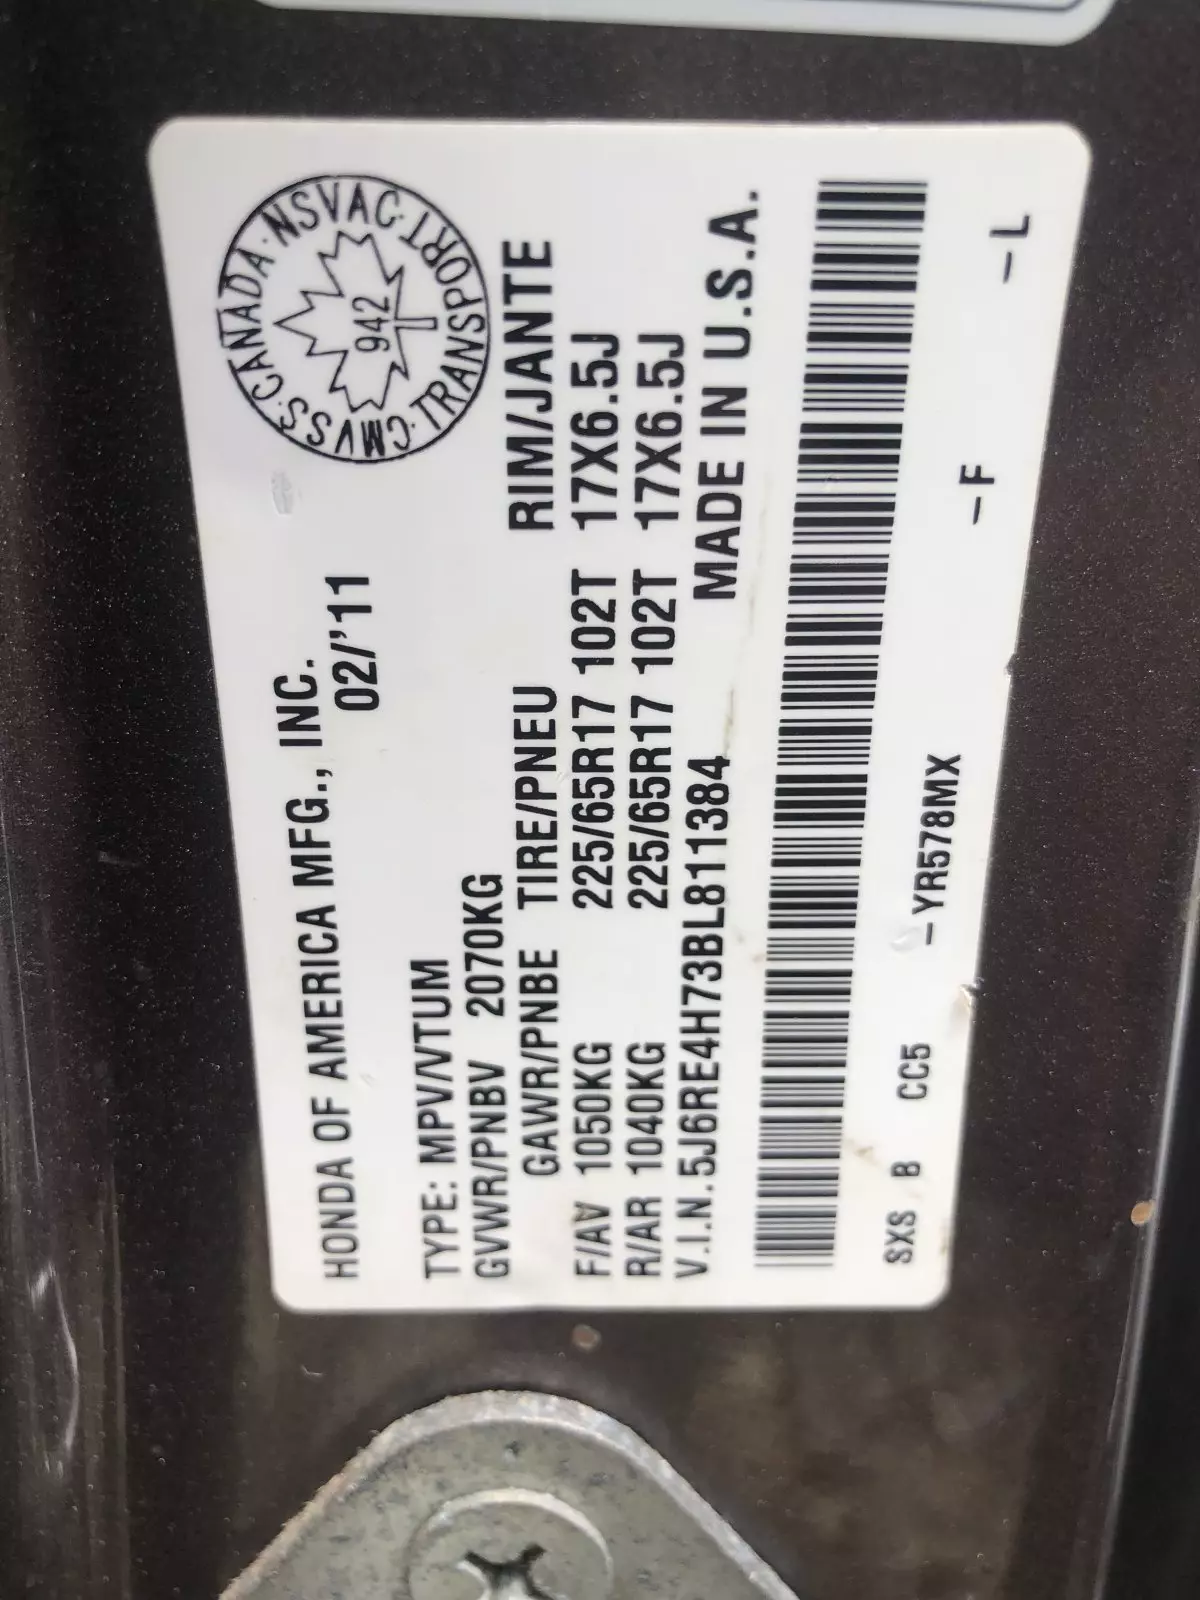 HONDA OF AMERICA MFG., INC.
02/'11
CMVSS·CANADA·NSVAC·TRANSPORT·TRANSPORT·
942
TYPE: MPV/VTUM
GVWR/PNBV 2070KG
GAWR/PNBE TIRE/PNEU RIM/JANTE
F/AV 1050KG 225/65R17 102T 17X6.5J
R/AR 1040KG 225/65R17 102T 17X6.5J
V.I.N.5J6RE4H73BL811384 MADE IN U.S.A.
SXS B CC5 –YR578MX –F –L